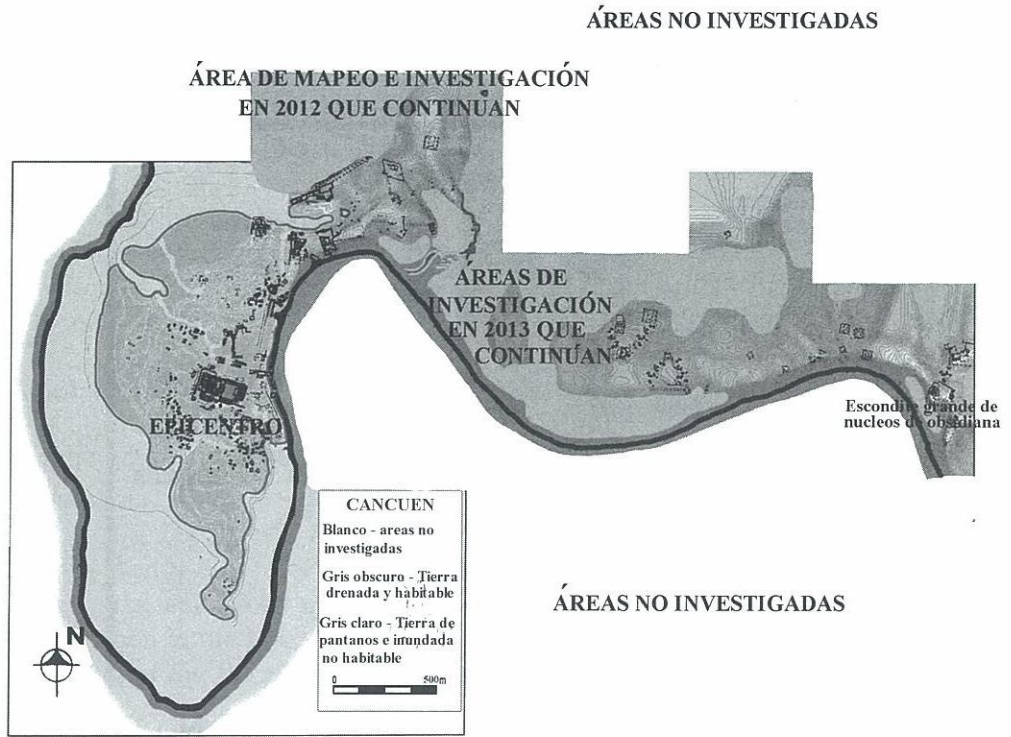 ÁREAS NO INVESTIGADAS
ÁREA DE MAPEO E INVESTIGACIÓN
EN 2012 QUE CONTINÚAN
ÁREAS DE
INVESTIGACIÓN
EN 2013 QUE
CONTINÚAN
EPICENTRO
Escondite grande de
nucleos de obsidiana
CANCUEN
Blanco - areas no
investigadas
Gris obscuro - Tierra
drenada y habitable
Gris claro - Tierra de
pantanos e inundada
no habitable
0 500m
N
ÁREAS NO INVESTIGADAS